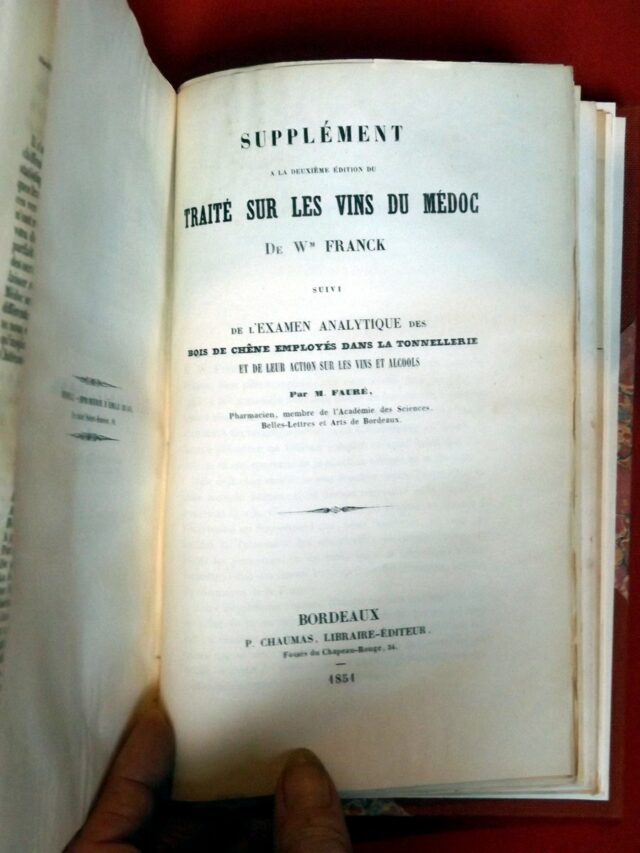 SUPPLÉMENT
A LA DEUXIÈME ÉDITION DU
TRAITÉ SUR LES VINS DU MÉDOC
DE Wm FRANCK
SUIVI
DE L'EXAMEN ANALYTIQUE DES
BOIS DE CHÊNE EMPLOYÉS DANS LA TONNELLERIE
ET DE LEUR ACTION SUR LES VINS ET ALCOOLS
Par M. FAURÉ,
Pharmacien, membre de l'Académie des Sciences,
Belles-Lettres et Arts de Bordeaux.
BORDEAUX
P. CHAUMAS, LIBRAIRE-ÉDITEUR.
Fossés du Chapeau-Rouge, 34.
1851